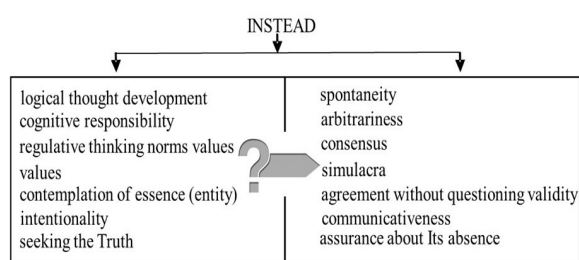 INSTEAD
logical thought development
cognitive responsibility
regulative thinking norms values
values
contemplation of essence (entity)
intentionality
seeking the Truth
?
spontaneity
arbitrariness
consensus
simulacra
agreement without questioning validity
communicativeness
assurance about Its absence